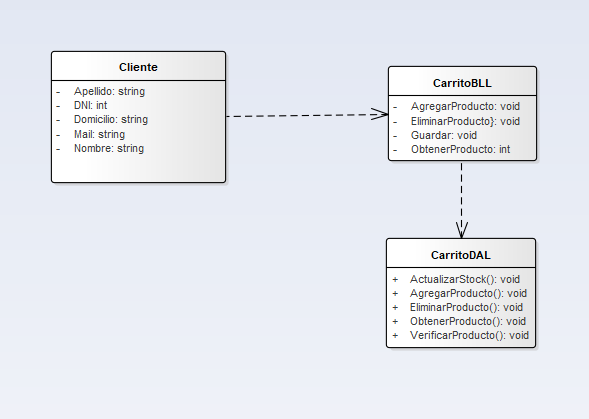 Cliente
- Apellido: string
- DNI: int
- Domicilio: string
- Mail: string
- Nombre: string
CarritoBLL
- AgregarProducto: void
- EliminarProducto}: void
- Guardar: void
- ObtenerProducto: int
CarritoDAL
+ ActualizarStock(): void
+ AgregarProducto(): void
+ EliminarProducto(): void
+ ObtenerProducto(): void
+ VerificarProducto(): void